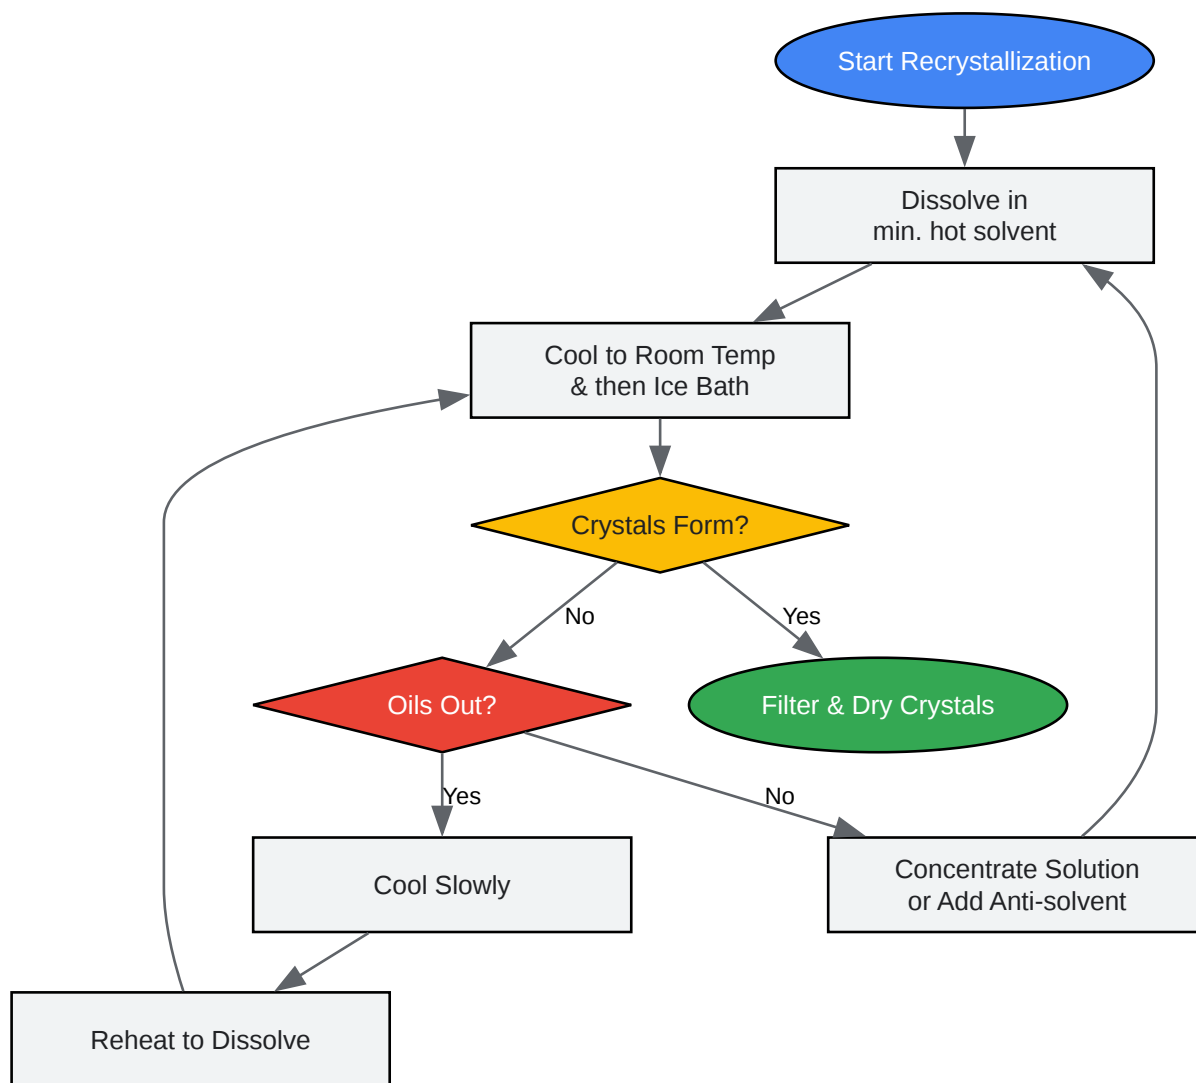 Start Recrystallization
Dissolve in
min. hot solvent
Cool to Room Temp
& then Ice Bath
Crystals Form?
No
Yes
Oils Out?
Filter & Dry Crystals
Yes
No
Cool Slowly
Concentrate Solution
or Add Anti-solvent
Reheat to Dissolve